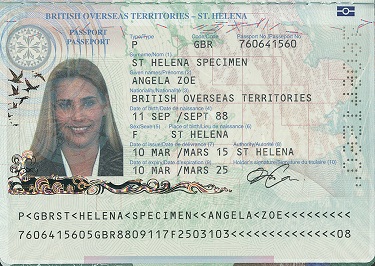 BRITISH OVERSEAS TERRITORIES – ST. HELENA
PASSPORT
PASSEPORT
Type/Type Code/Code Passport No./Passeport No
P GBR 760641560
Surname/Nom (1)
ST HELENA SPECIMEN
Given names/Prénoms (2)
ANGELA ZOE
Nationality/Nationalité (3)
BRITISH OVERSEAS TERRITORIES
Date of birth/Date de naissance (4)
11 SEP /SEPT 88
Sex/Sexe (5) Place of birth/Lieu de naissance (6)
F ST HELENA
Date of issue/Date de délivrance (7) Authority/Autorité (8)
10 MAR /MARS 15 ST HELENA
Date of expiry/Date d'expiration (9) Holder's signature/Signature du titulaire (10)
10 MAR /MARS 25
P<GBRST<HELENA<SPECIMEN<<ANGELA<ZOE<<<<<<<<<
7606415605GBR8809117F2503103<<<<<<<<<<<<<<08